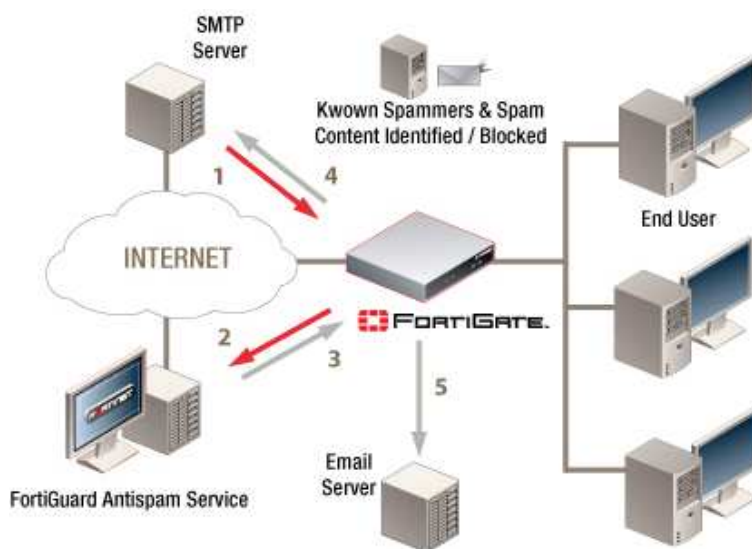 SMTP
Server
Kwown Spammers & Spam
Content Identified / Blocked
1
4
End User
INTERNET
FORTIGATE
2
3
5
FORTINET
Email
Server
FortiGuard Antispam Service